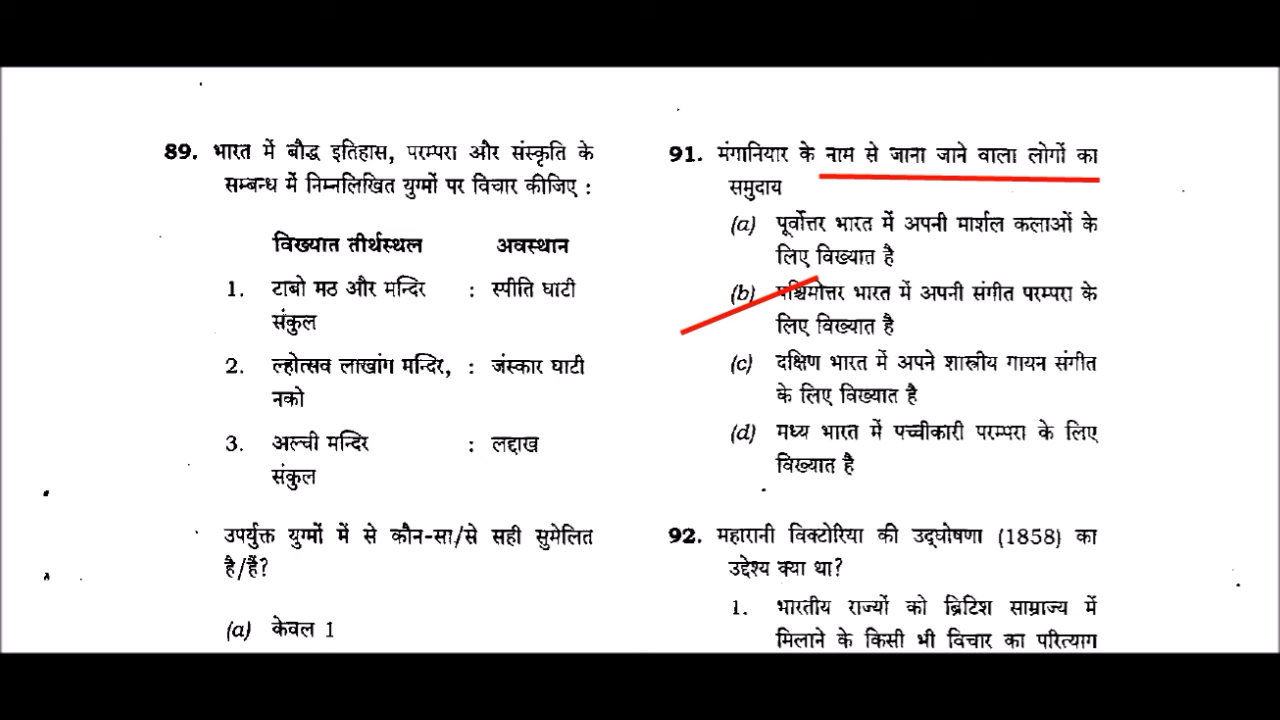 89. भारत में बौद्ध इतिहास, परम्परा और संस्कृति के
सम्बन्ध में निम्नलिखित युग्मों पर विचार कीजिए :
विख्यात तीर्थस्थल अवस्थान
1. टाबो मठ और मन्दिर : स्पीति घाटी
संकुल
2. ल्होत्सव लाखांग मन्दिर, : जंस्कार घाटी
नको
3. अल्ची मन्दिर : लद्दाख
संकुल
उपर्युक्त युग्मों में से कौन-सा/से सही सुमेलित
है/हैं?
(a) केवल 1
91. मंगानियार के नाम से जाना जाने वाला लोगों का
समुदाय
(a) पूर्वोत्तर भारत में अपनी मार्शल कलाओं के
लिए विख्यात है
(b) पश्चिमोत्तर भारत में अपनी संगीत परम्परा के
लिए विख्यात है
(c) दक्षिण भारत में अपने शास्त्रीय गायन संगीत
के लिए विख्यात है
(d) मध्य भारत में पच्चीकारी परम्परा के लिए
विख्यात है
92. महारानी विक्टोरिया की उद्‌घोषणा (1858) का
उद्देश्य क्या था?
1. भारतीय राज्यों को ब्रिटिश साम्राज्य में
मिलाने के किसी भी विचार का परित्याग